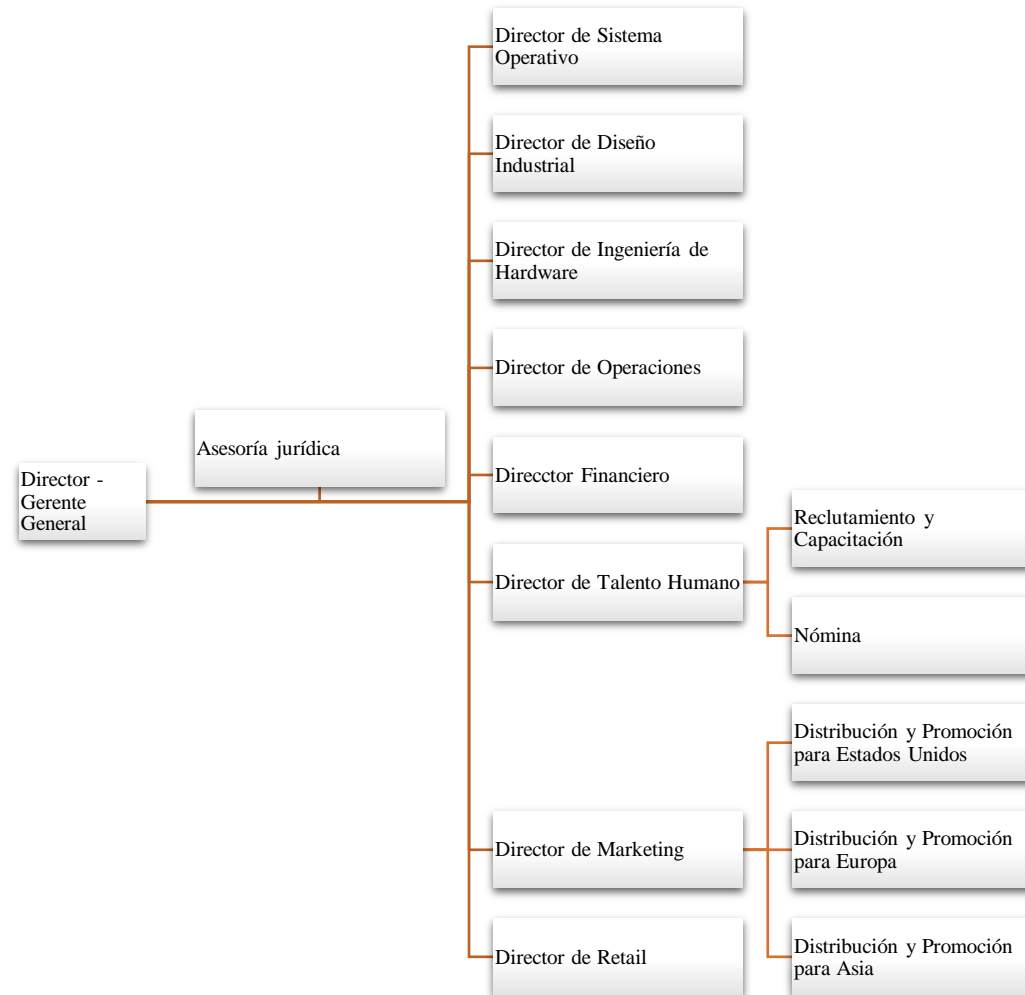 Director -
Gerente
General
Asesoría jurídica
Director de Sistema
Operativo
Director de Diseño
Industrial
Director de Ingeniería de
Hardware
Director de Operaciones
Direcctor Financiero
Director de Talento Humano
Reclutamiento y
Capacitación
Nómina
Director de Marketing
Distribución y Promoción
para Estados Unidos
Distribución y Promoción
para Europa
Distribución y Promoción
para Asia
Director de Retail